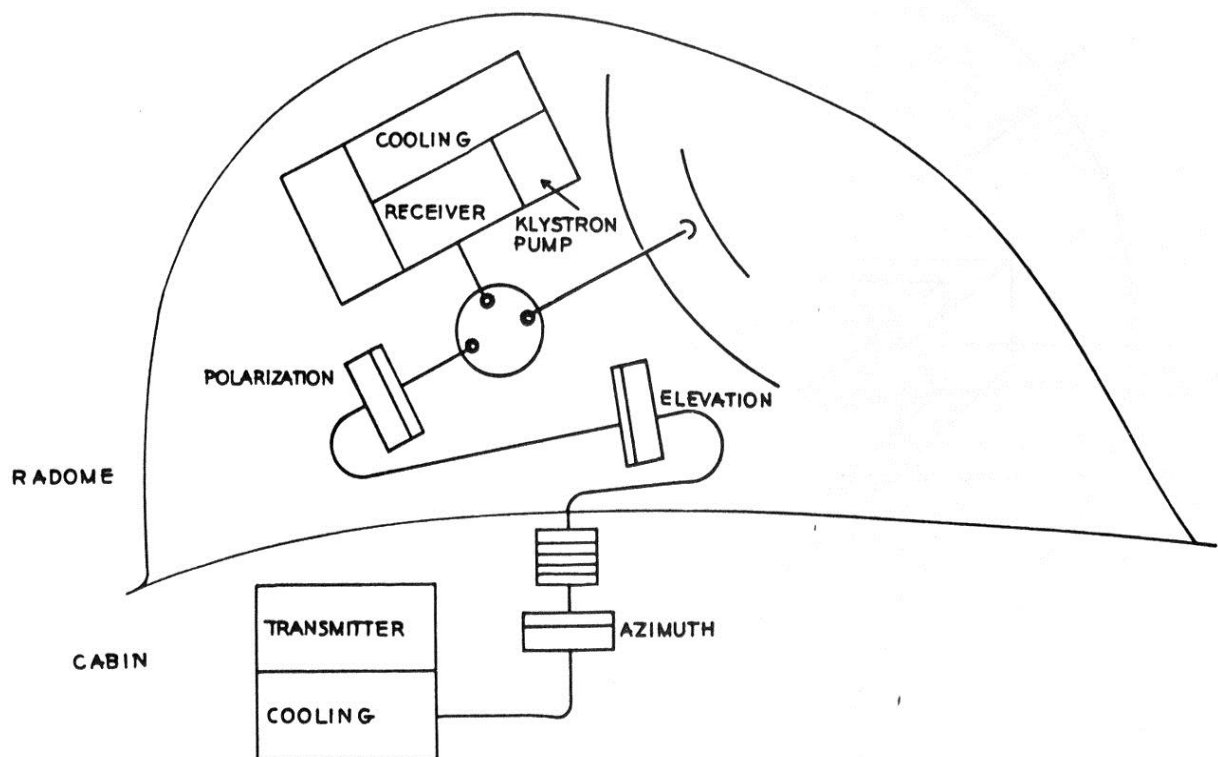 COOLING
RECEIVER
KLYSTRON
PUMP
POLARIZATION
ELEVATION
RADOME
TRANSMITTER
AZIMUTH
CABIN
COOLING